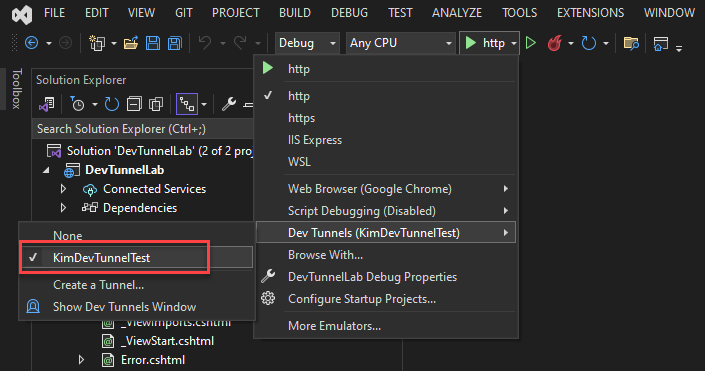 FILE EDIT VIEW GIT PROJECT BUILD DEBUG TEST ANALYZE TOOLS EXTENSIONS WINDOW
Debug Any CPU http
Toolbox
Solution Explorer
Search Solution Explorer (Ctrl+;)
Solution 'DevTunnelLab' (2 of 2 proj
DevTunnelLab
Connected Services
Dependencies
http
http
https
IIS Express
WSL
Web Browser (Google Chrome)
Script Debugging (Disabled)
Dev Tunnels (KimDevTunnelTest)
Browse With...
DevTunnelLab Debug Properties
Configure Startup Projects...
More Emulators...
None
KimDevTunnelTest
Create a Tunnel...
Show Dev Tunnels Window
_ViewImports.cshtml
_ViewStart.cshtml
Error.cshtml